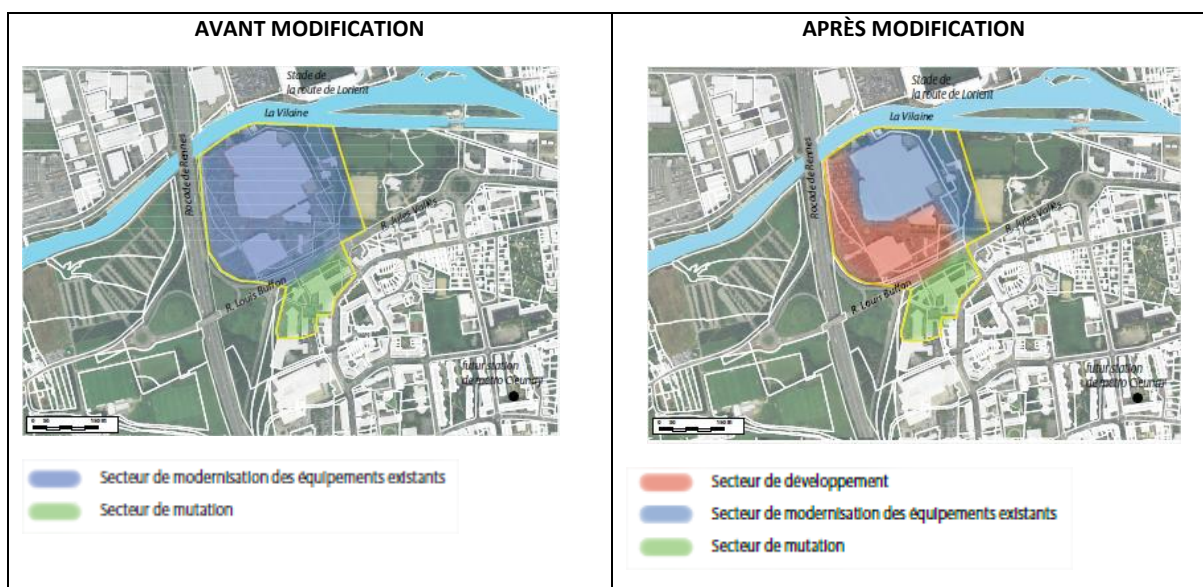 AVANT MODIFICATION
Stade de
la route de Lorient
La Vilaine
Rocade de Rennes
R. Jules Vallès
R. Louis Buffon
futur station
de métro Cleunay
Secteur de modernisation des équipements existants
Secteur de mutation
APRÈS MODIFICATION
Stade de
la route de Lorient
La Vilaine
Rocade de Rennes
R. Jules Vallès
R. Louis Buffon
futur station
de métro Cleunay
Secteur de développement
Secteur de modernisation des équipements existants
Secteur de mutation